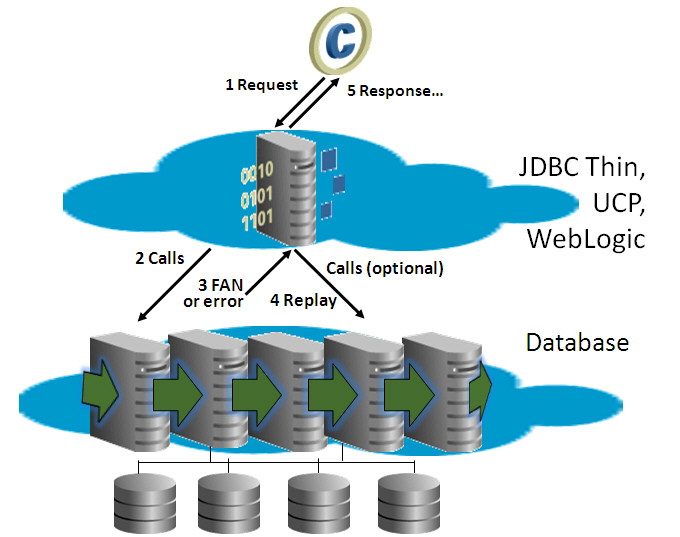 C
1 Request
5 Response...
0010
0101
1101
JDBC Thin,
UCP,
WebLogic
2 Calls
3 FAN
or error
4 Replay
Calls (optional)
Database